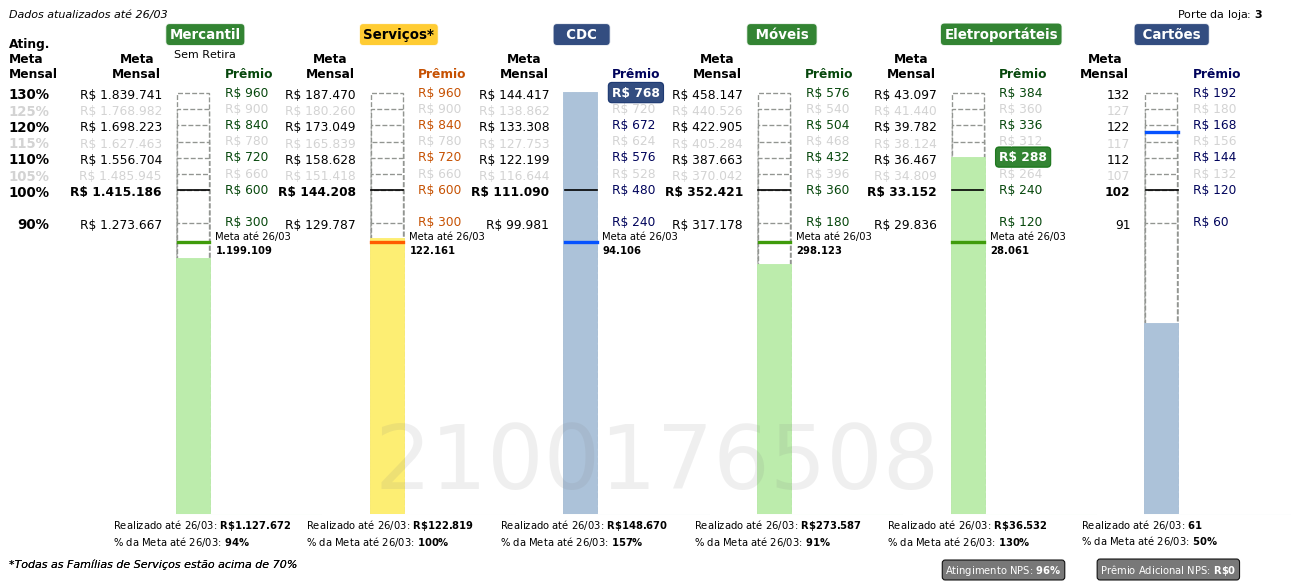 Dados atualizados até 26/03
Porte da loja: 3
Mercantil Serviços* CDC Móveis Eletroportáteis Cartões
Sem Retira
Ating. Meta Mensal
Meta Mensal Prêmio Meta Mensal Prêmio Meta Mensal Prêmio Meta Mensal Prêmio Meta Mensal Prêmio Meta Mensal Prêmio
130% R$ 1.839.741 R$ 960 R$ 187.470 R$ 960 R$ 144.417 R$ 768 R$ 458.147 R$ 576 R$ 43.097 R$ 384 132 R$ 192
125% R$ 1.768.982 R$ 900 R$ 180.260 R$ 900 R$ 138.862 R$ 720 R$ 440.526 R$ 540 R$ 41.440 R$ 360 127 R$ 180
120% R$ 1.698.223 R$ 840 R$ 173.049 R$ 840 R$ 133.308 R$ 672 R$ 422.905 R$ 504 R$ 39.782 R$ 336 122 R$ 168
115% R$ 1.627.463 R$ 780 R$ 165.839 R$ 780 R$ 127.753 R$ 624 R$ 405.284 R$ 468 R$ 38.124 R$ 312 117 R$ 156
110% R$ 1.556.704 R$ 720 R$ 158.628 R$ 720 R$ 122.199 R$ 576 R$ 387.663 R$ 432 R$ 36.467 R$ 288 112 R$ 144
105% R$ 1.485.945 R$ 660 R$ 151.418 R$ 660 R$ 116.644 R$ 528 R$ 370.042 R$ 396 R$ 34.809 R$ 264 107 R$ 132
100% R$ 1.415.186 R$ 600 R$ 144.208 R$ 600 R$ 111.090 R$ 480 R$ 352.421 R$ 360 R$ 33.152 R$ 240 102 R$ 120
90% R$ 1.273.667 R$ 300 R$ 129.787 R$ 300 R$ 99.981 R$ 240 R$ 317.178 R$ 180 R$ 29.836 R$ 120 91 R$ 60
Meta até 26/03 Meta até 26/03 Meta até 26/03 Meta até 26/03 Meta até 26/03
1.199.109 122.161 94.106 298.123 28.061
2100176508
Realizado até 26/03: R$1.127.672 Realizado até 26/03: R$122.819 Realizado até 26/03: R$148.670 Realizado até 26/03: R$273.587 Realizado até 26/03: R$36.532 Realizado até 26/03: 61
% da Meta até 26/03: 94% % da Meta até 26/03: 100% % da Meta até 26/03: 157% % da Meta até 26/03: 91% % da Meta até 26/03: 130% % da Meta até 26/03: 50%
*Todas as Famílias de Serviços estão acima de 70%
Atingimento NPS: 96% Prêmio Adicional NPS: R$0